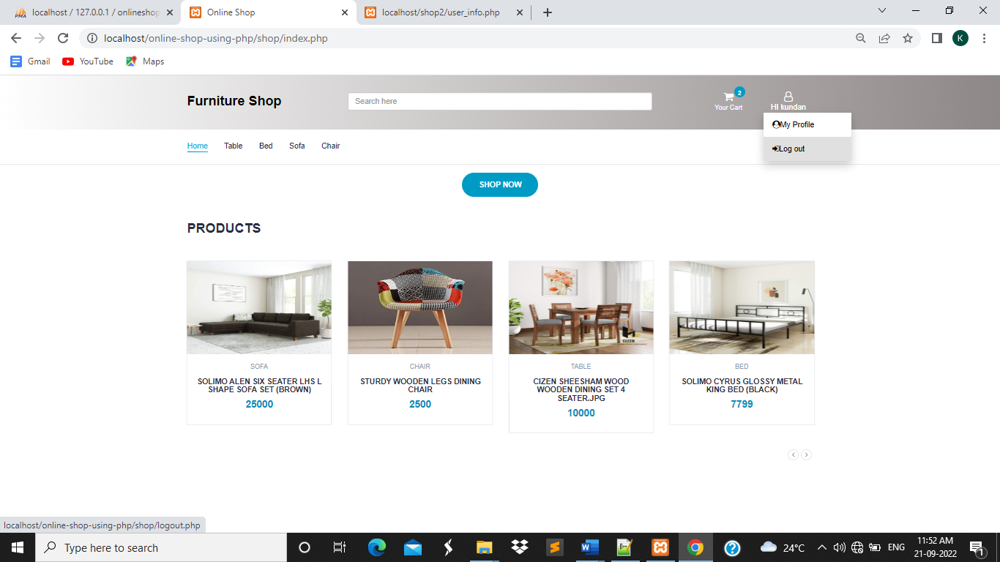 localhost / 127.0.0.1 / onlineshop
Online Shop
localhost/shop2/user_info.php
localhost/online-shop-using-php/shop/index.php
K
Gmail
YouTube
Maps
Furniture Shop
Search here
2
Your Cart
HI kundan
My Profile
Log out
Home
Table
Bed
Sofa
Chair
SHOP NOW
PRODUCTS
SOFA
SOLIMO ALEN SIX SEATER LHS L
SHAPE SOFA SET (BROWN)
25000
CHAIR
STURDY WOODEN LEGS DINING
CHAIR
2500
CIZEN
TABLE
CIZEN SHEESHAM WOOD
WOODEN DINING SET 4
SEATER.JPG
10000
BED
SOLIMO CYRUS GLOSSY METAL
KING BED (BLACK)
7799
localhost/online-shop-using-php/shop/logout.php
Type here to search
24°C
ENG
11:52 AM
21-09-2022
1